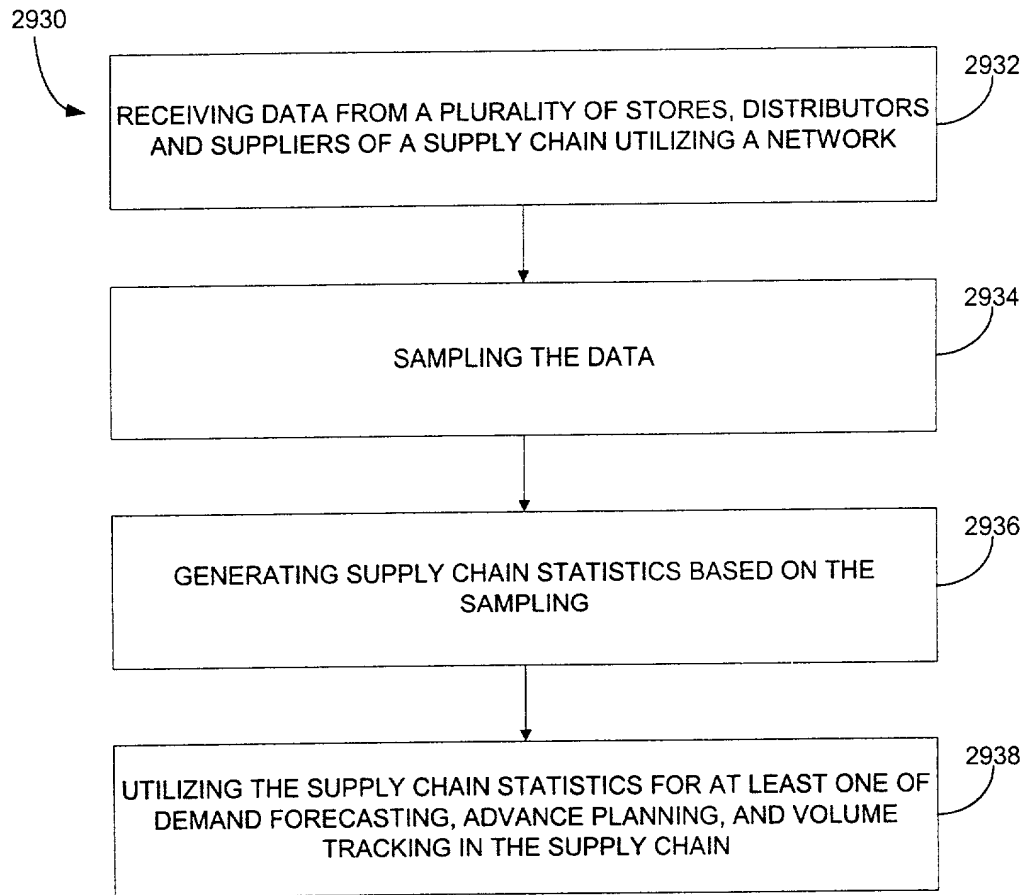 2930
2932
RECEIVING DATA FROM A PLURALITY OF STORES, DISTRIBUTORS
AND SUPPLIERS OF A SUPPLY CHAIN UTILIZING A NETWORK
2934
SAMPLING THE DATA
2936
GENERATING SUPPLY CHAIN STATISTICS BASED ON THE
SAMPLING
2938
UTILIZING THE SUPPLY CHAIN STATISTICS FOR AT LEAST ONE OF
DEMAND FORECASTING, ADVANCE PLANNING, AND VOLUME
TRACKING IN THE SUPPLY CHAIN